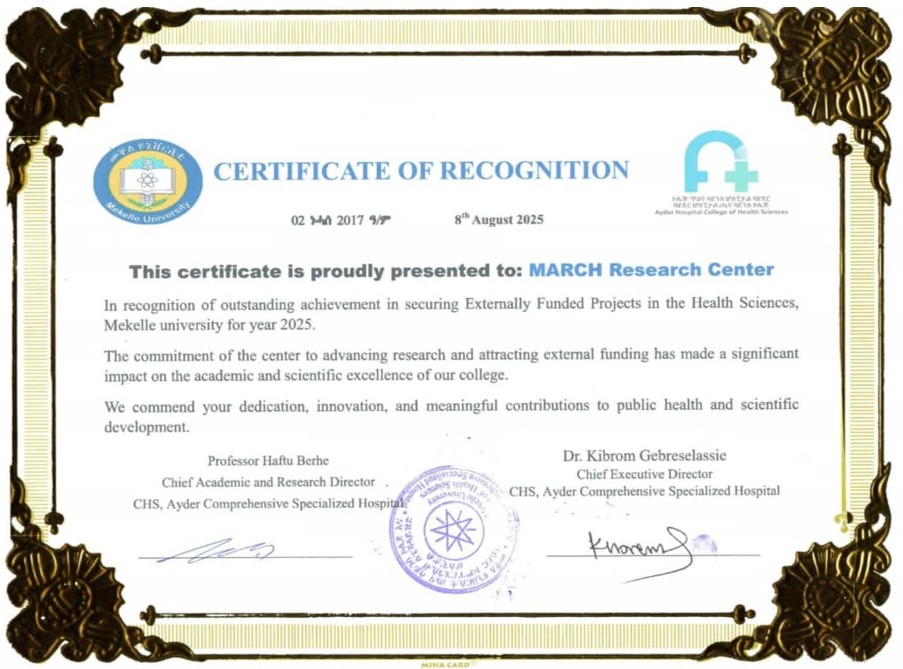 መቐለ ዩኒቨርሲቲ
Mekelle University
CERTIFICATE OF RECOGNITION
Ayder Hospital College of Health Sciences
02 ነሓሰ 2017 ዓ/ም 8th August 2025
This certificate is proudly presented to: MARCH Research Center
In recognition of outstanding achievement in securing Externally Funded Projects in the Health Sciences,
Mekelle university for year 2025.
The commitment of the center to advancing research and attracting external funding has made a significant
impact on the academic and scientific excellence of our college.
We commend your dedication, innovation, and meaningful contributions to public health and scientific
development.
Professor Haftu Berhe
Chief Academic and Research Director
CHS, Ayder Comprehensive Specialized Hospital
Dr. Kibrom Gebreselassie
Chief Executive Director
CHS, Ayder Comprehensive Specialized Hospital
MINA CARD